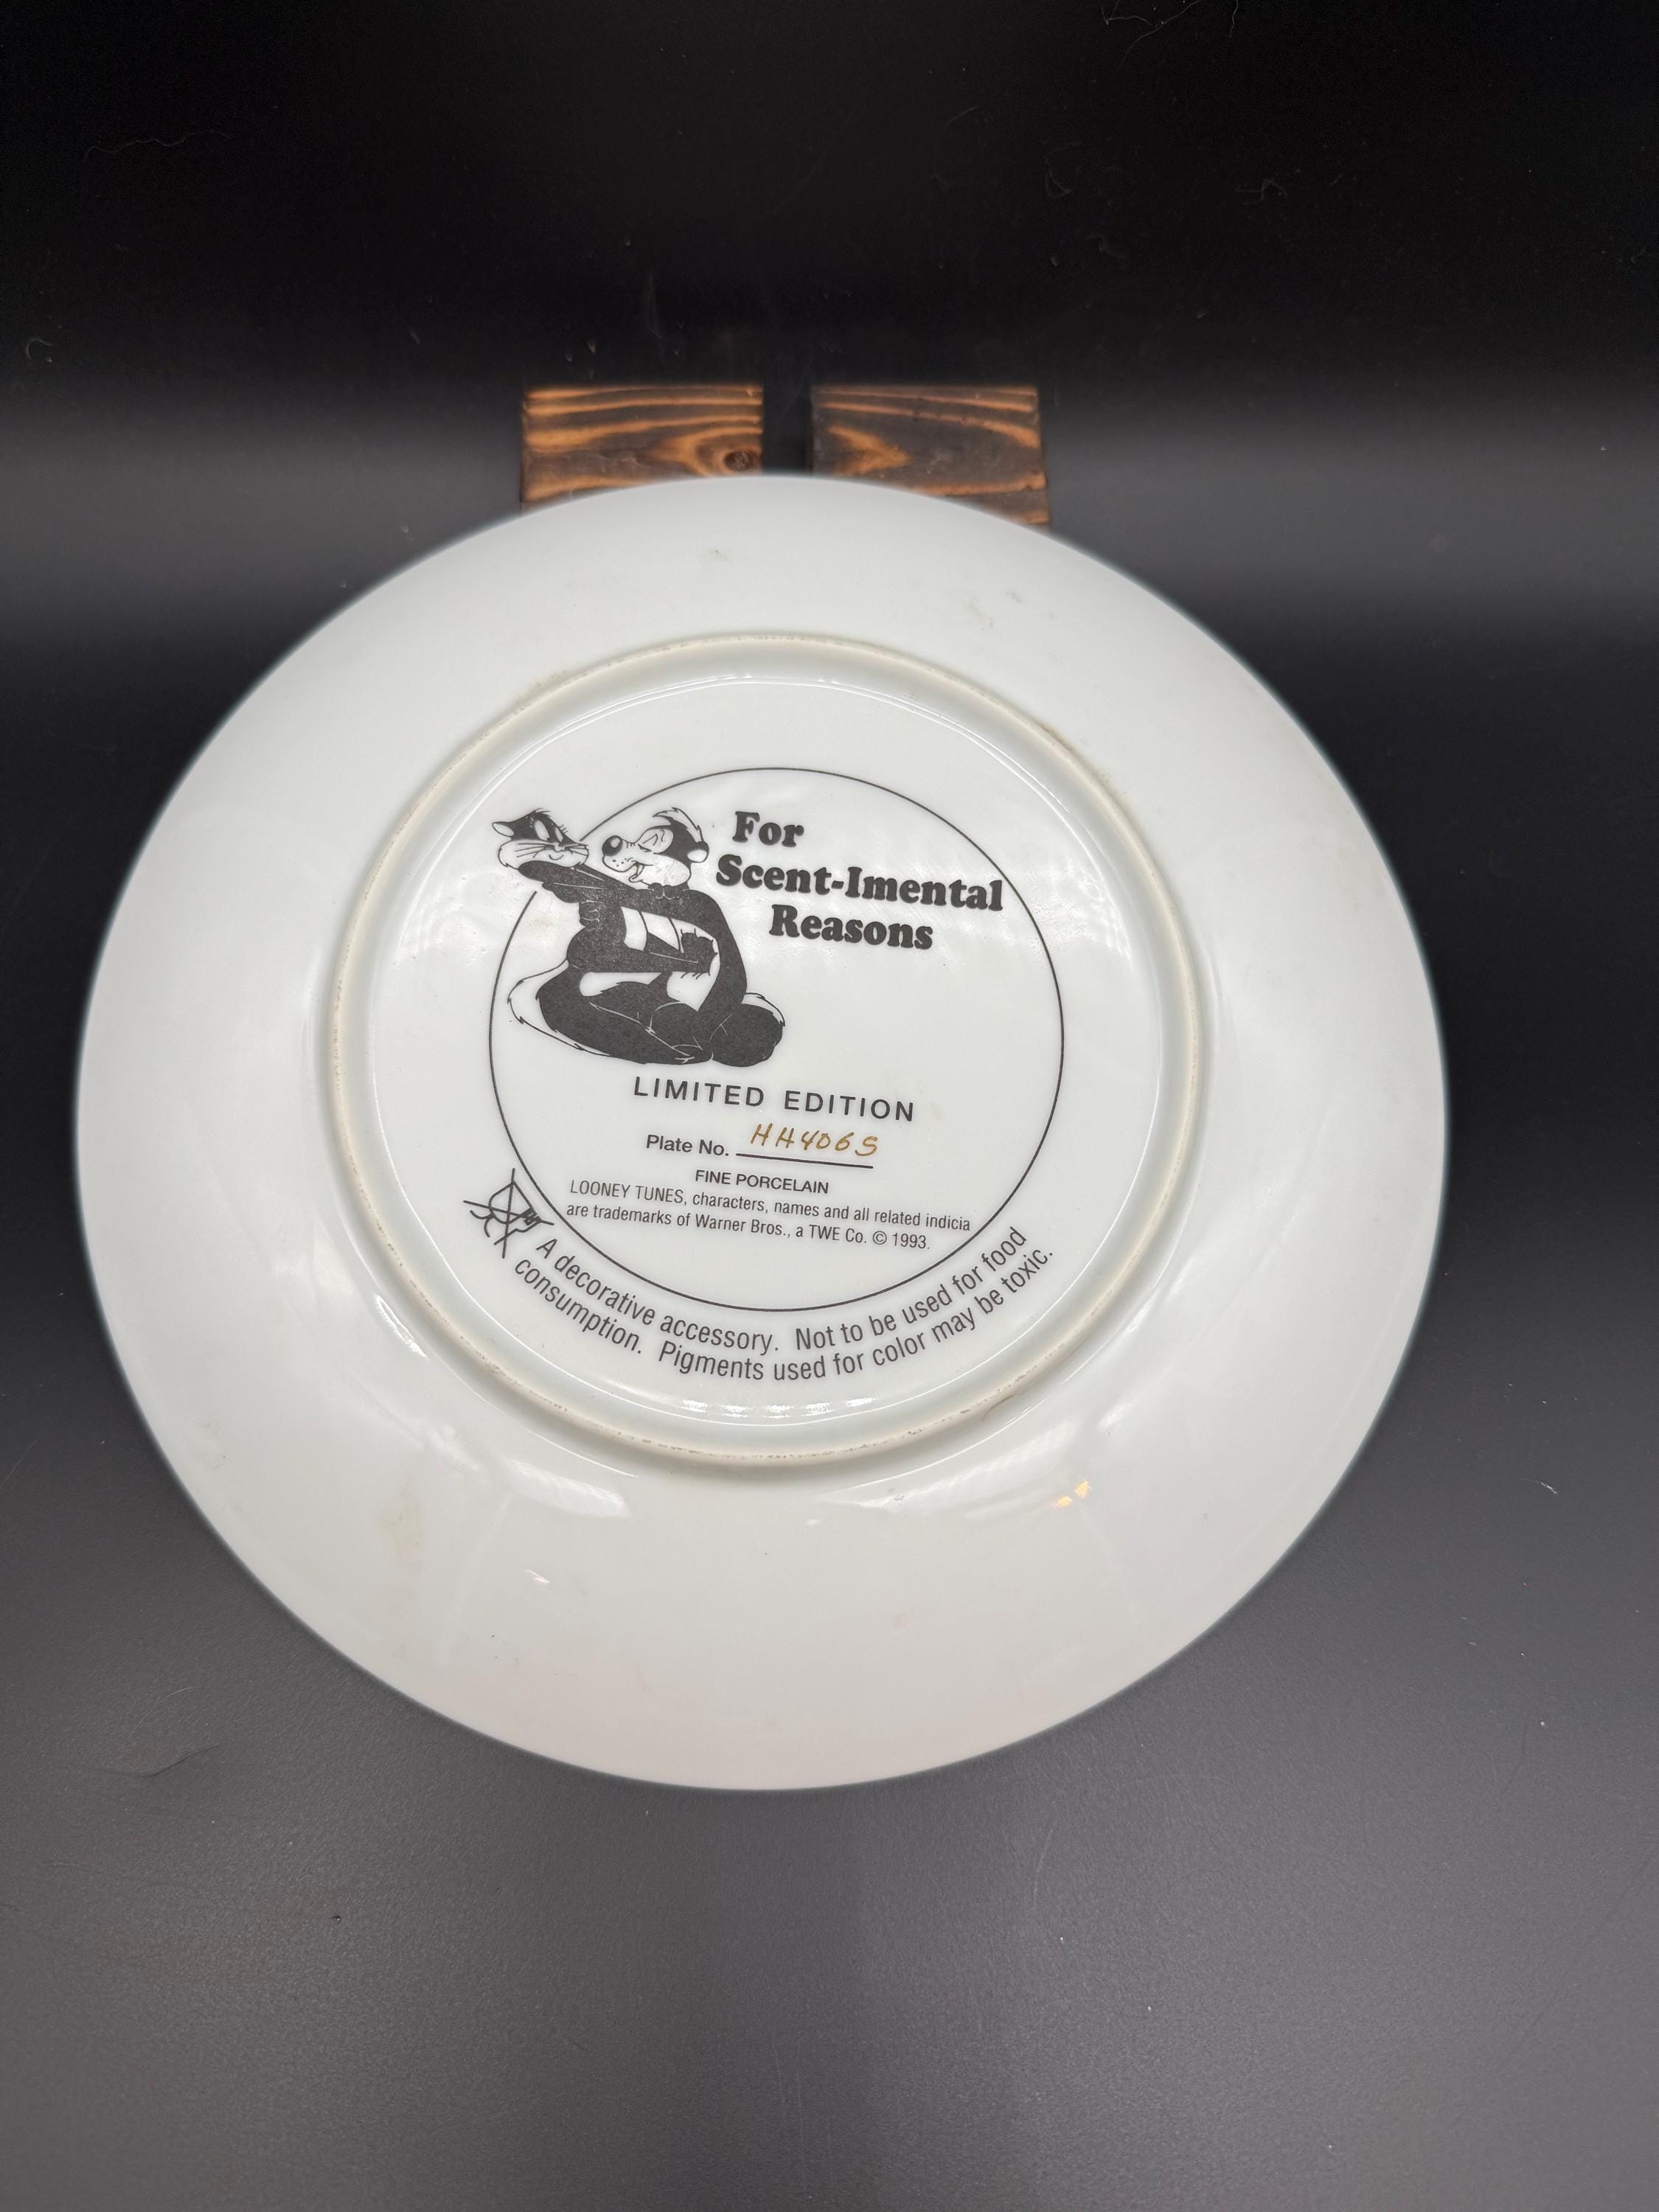 For
Scent-Imental
Reasons
LIMITED EDITION
Plate No. HH406S
FINE PORCELAIN
LOONEY TUNES, characters, names and all related indicia
are trademarks of Warner Bros., a TWE Co. © 1993.
A decorative accessory. Not to be used for food
consumption. Pigments used for color may be toxic.